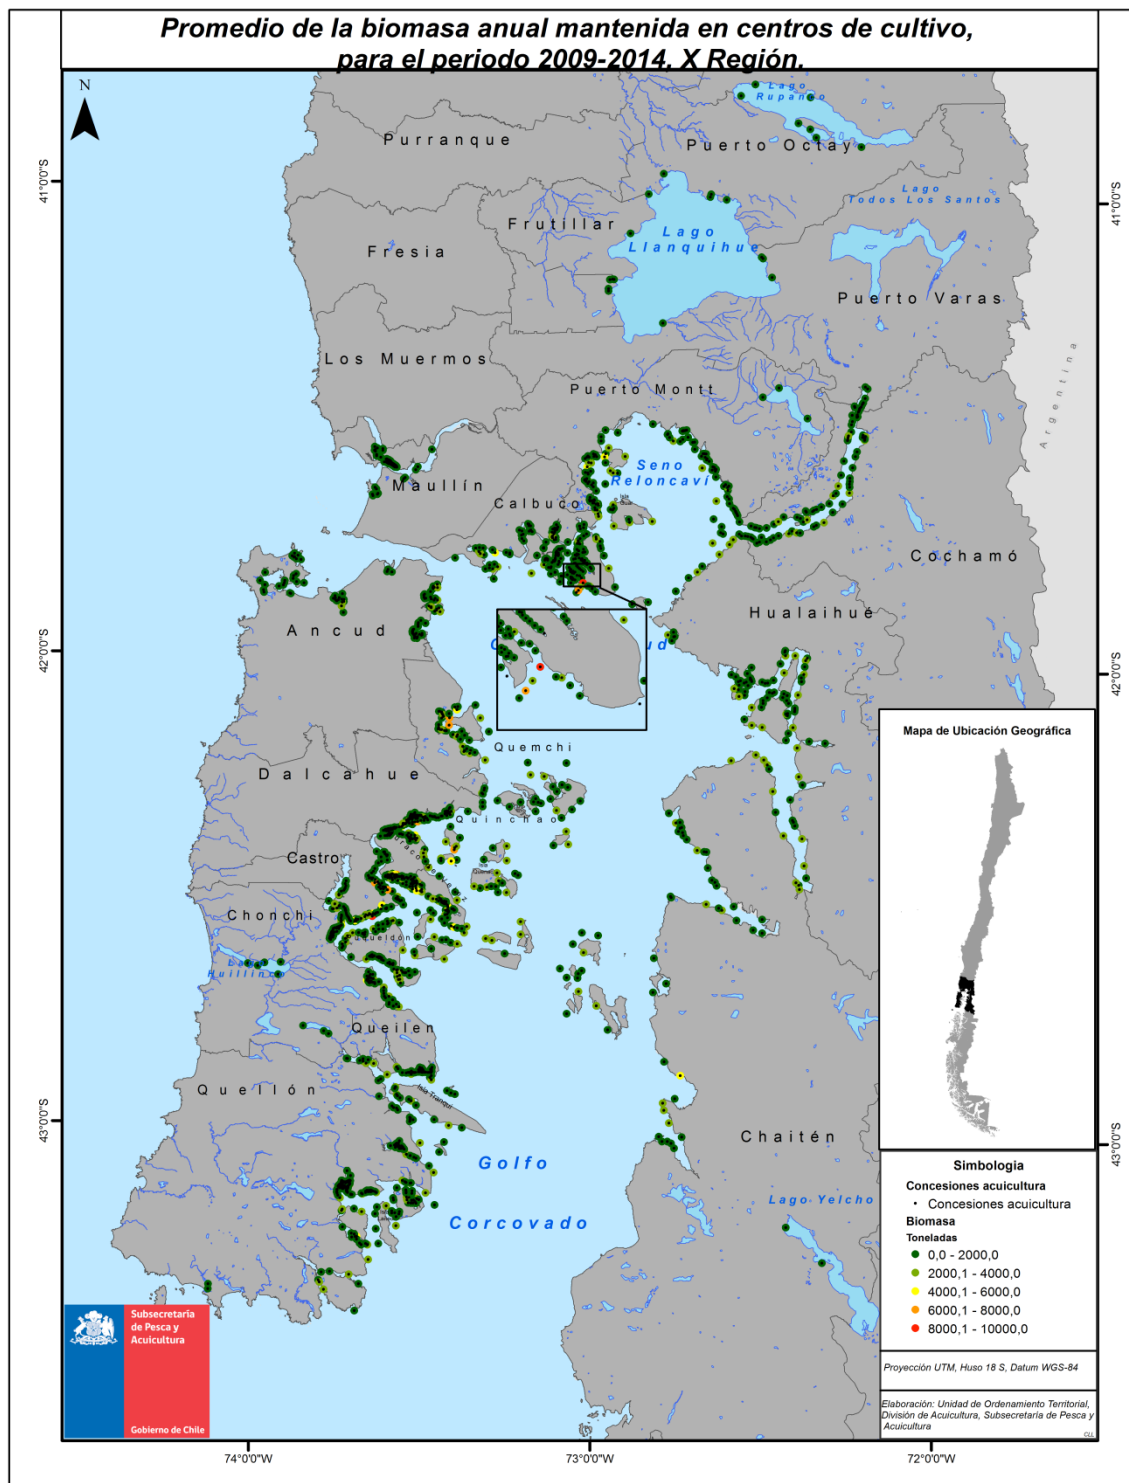 Promedio de la biomasa anual mantenida en centros de cultivo,
para el periodo 2009-2014. X Región.
N
Lago
Rupanco
Purranque
Puerto Octay
41°0'0"S
41°0'0"S
Lago
Todos Los Santos
Frutillar
Lago
Llanquihue
Fresia
Puerto Varas
Los Muermos
Argentina
Puerto Montt
Seno
Reloncaví
Maullín
Calbuco
Cochamó
Hualaihué
Ancud
42°0'0"S
42°0'0"S
Mapa de Ubicación Geográfica
Quemchi
Dalcahue
Quinchao
Castro
Chonchi
Lago
Huillinco
Queilen
Quellón
Isla Tranqui
43°0'0"S
43°0'0"S
Chaitén
Golfo
Corcovado
Lago Yelcho
Simbologia
Concesiones acuicultura
Concesiones acuicultura
Biomasa
Toneladas
0,0 - 2000,0
2000,1 - 4000,0
4000,1 - 6000,0
6000,1 - 8000,0
8000,1 - 10000,0
Subsecretaría
de Pesca y
Acuicultura
Gobierno de Chile
Proyección UTM, Huso 18 S, Datum WGS-84
Elaboración: Unidad de Ordenamiento Territorial,
División de Acuicultura, Subsecretaría de Pesca y
Acuicultura
CLL
74°0'0"W
73°0'0"W
72°0'0"W